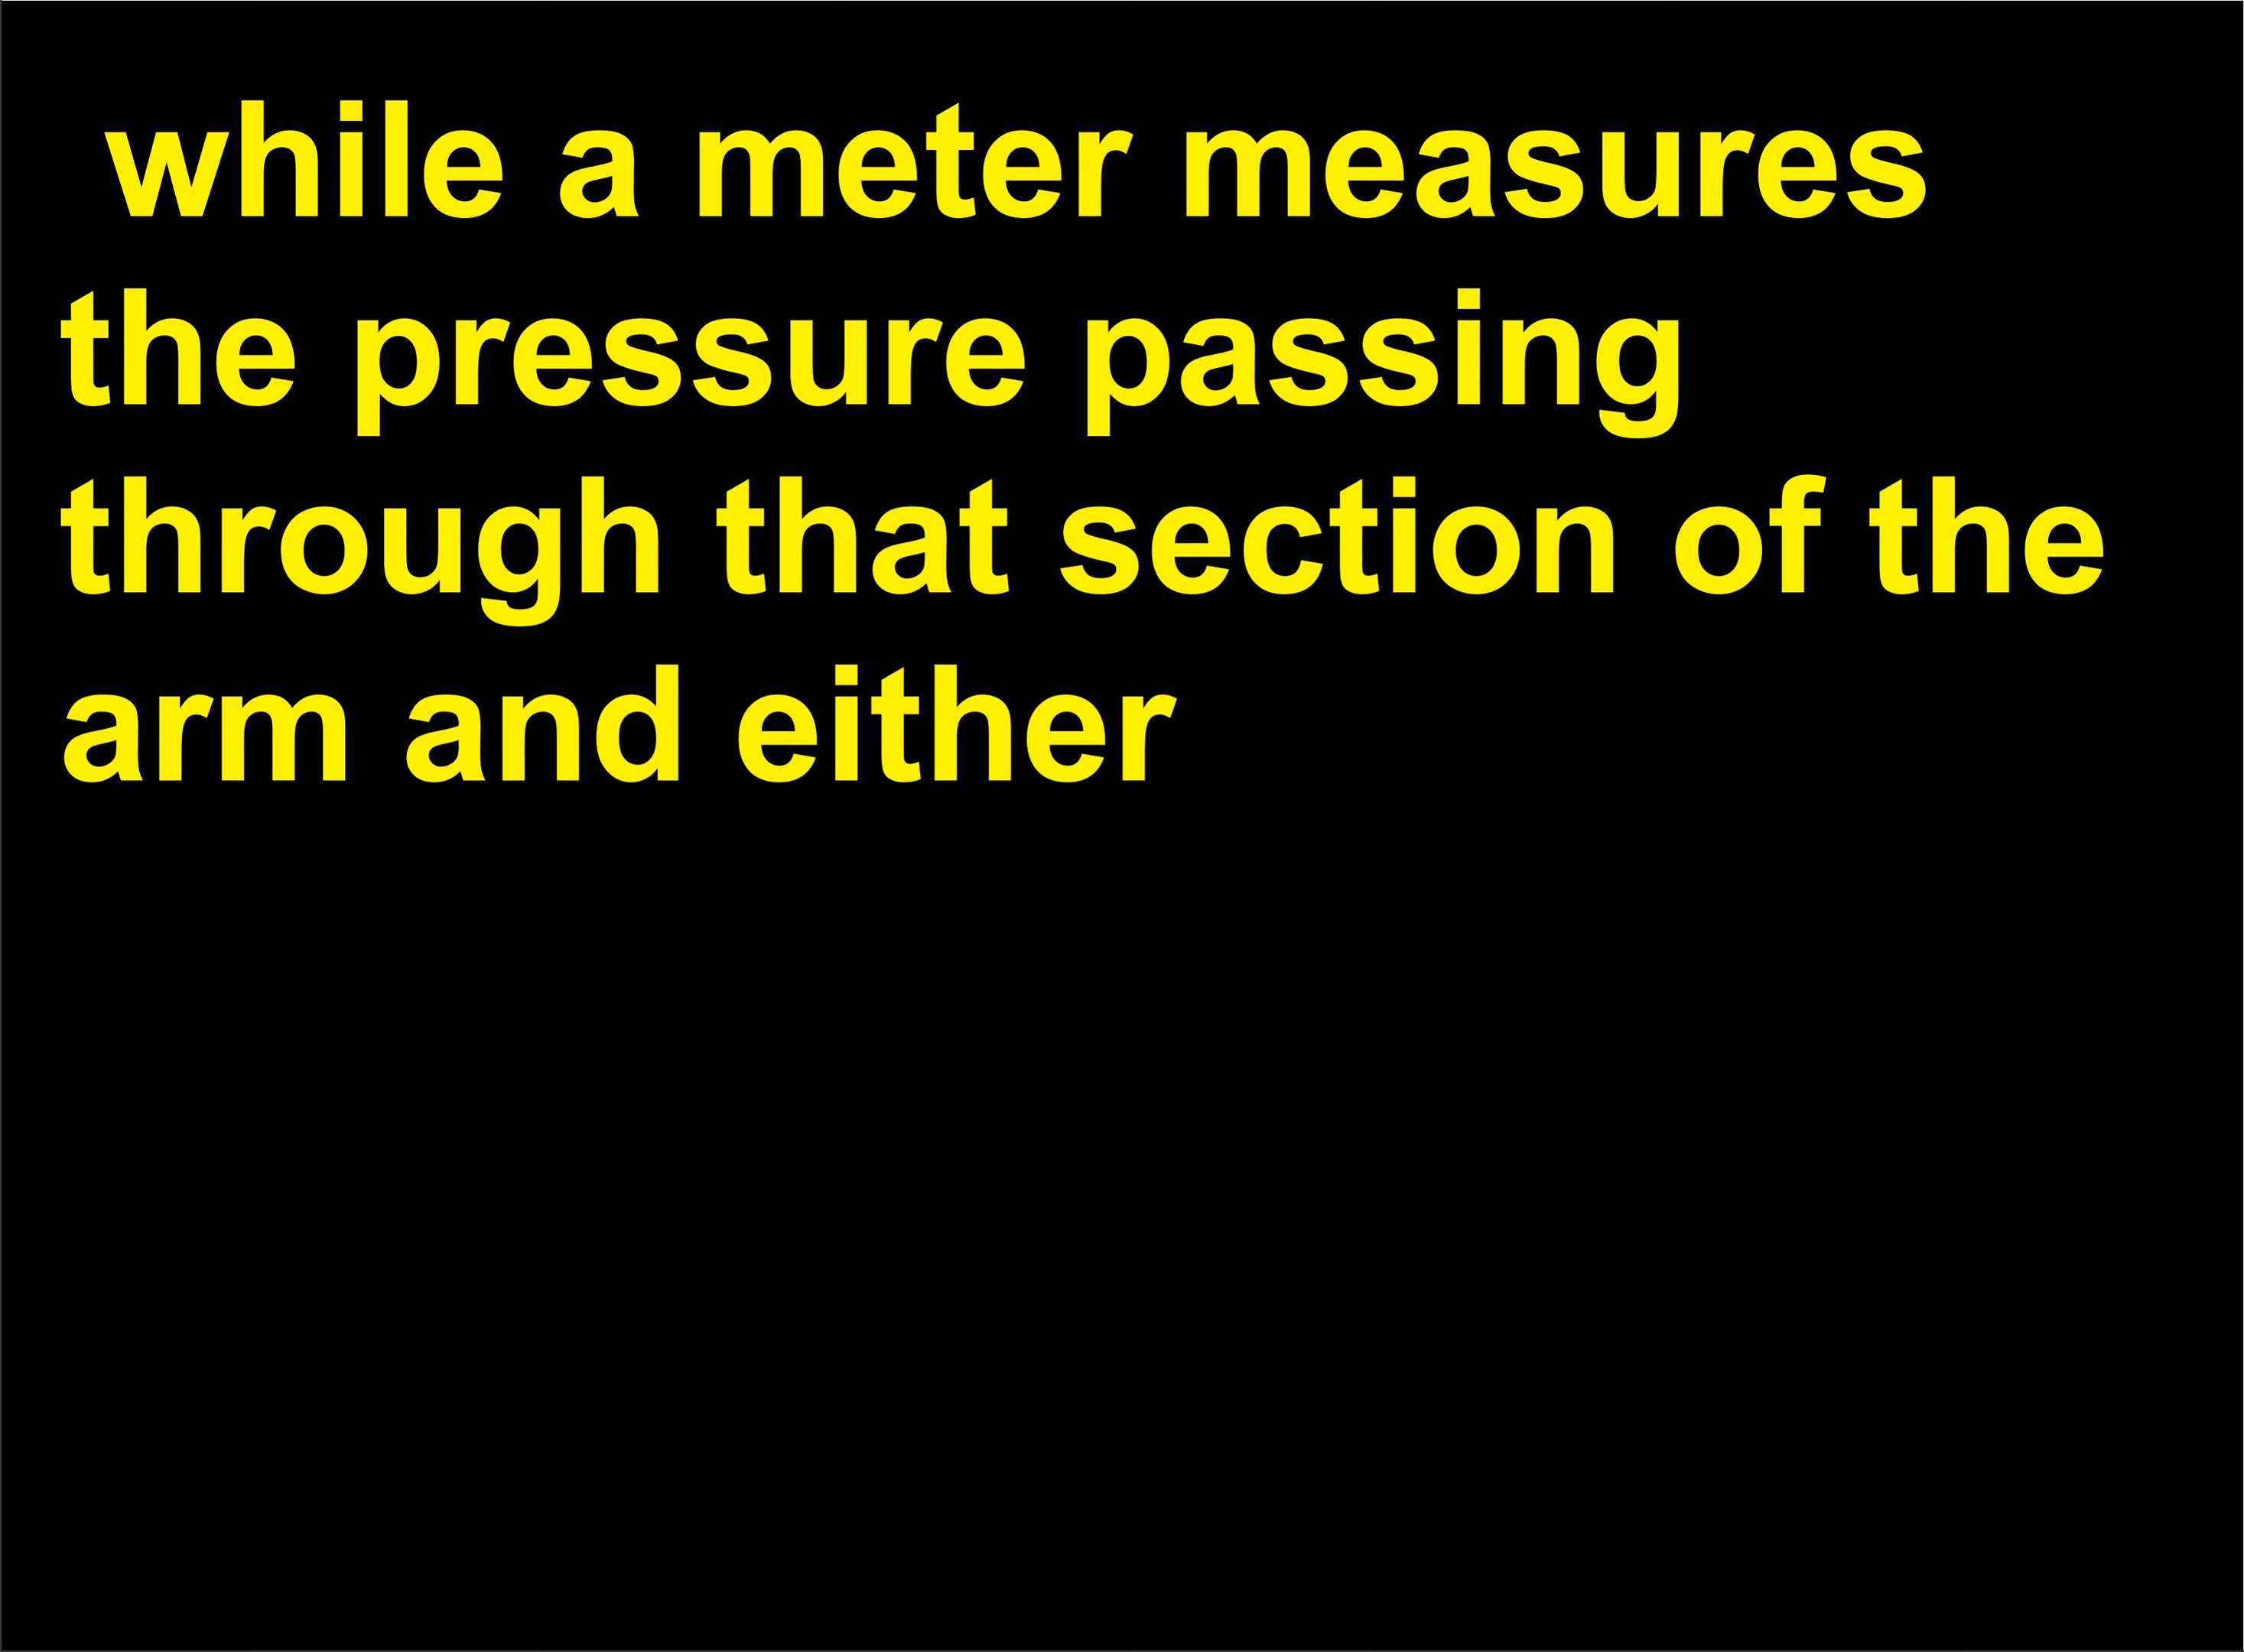 while a meter measures
the pressure passing
through that section of the
arm and either